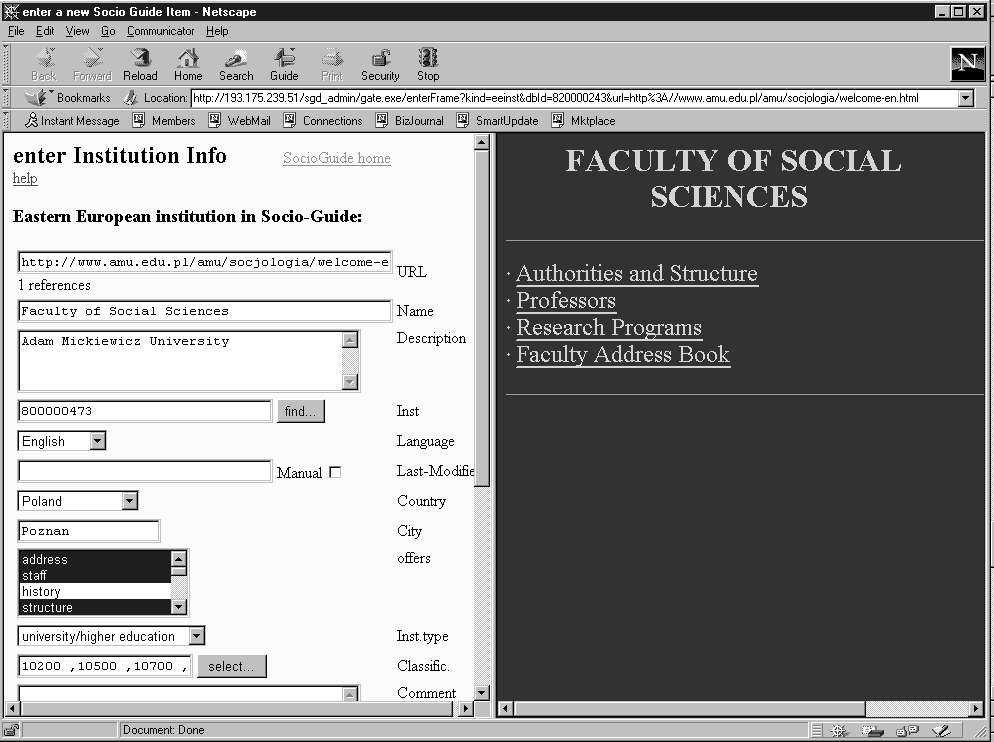 enter a new Socio Guide Item - Netscape
File Edit View Go Communicator Help
Back Forward Reload Home Search Guide Print Security Stop
N
Bookmarks Location: http://193.175.239.51/sgd_admin/gate.exe/enterFrame?kind=eeinst&dbId=820000243&url=http%3A//www.amu.edu.pl/amu/socjologia/welcome-en.html
Instant Message Members WebMail Connections BizJournal SmartUpdate Mktplace
enter Institution Info SocioGuide home
help
Eastern European institution in Socio-Guide:
http://www.amu.edu.pl/amu/socjologia/welcome-e URL
1 references
Faculty of Social Sciences Name
Adam Mickiewicz University Description
800000473 find... Inst
English Language
Manual Last-Modifie
Poland Country
Poznan City
address offers
staff
history
structure
university/higher education Inst.type
10200 ,10500 ,10700 , select... Classific.
Comment
FACULTY OF SOCIAL
SCIENCES
· Authorities and Structure
· Professors
· Research Programs
· Faculty Address Book
Document: Done